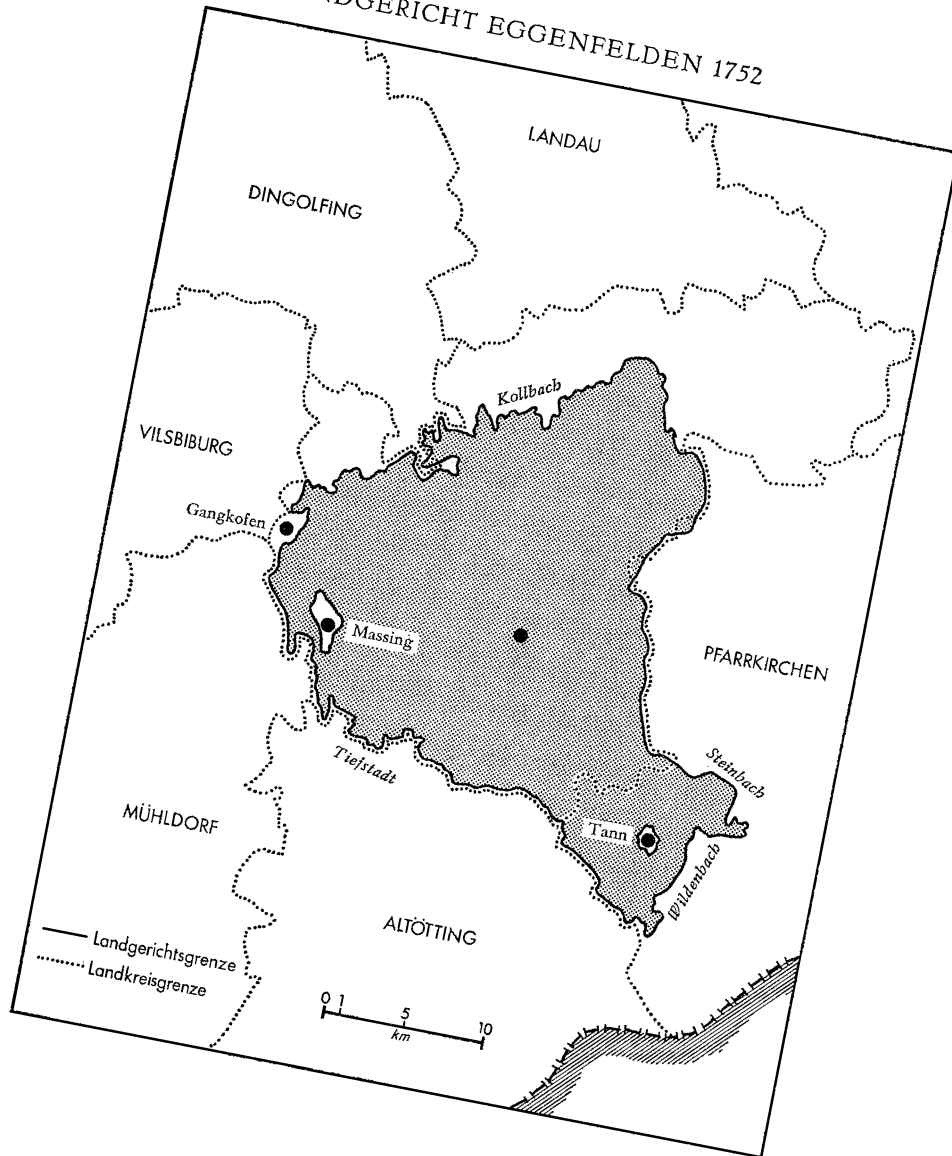 NDGERICHT EGGENFELDEN 1752
LANDAU
DINGOLFING
Kollbach
VILSBIBURG
Gangkofen
Massing
PFARRKIRCHEN
Tiefstadt
Steinbach
MÜHLDORF
Tann
Wildenbach
ALTÖTTING
Landgerichtsgrenze
Landkreisgrenze
0 1 5 10
km